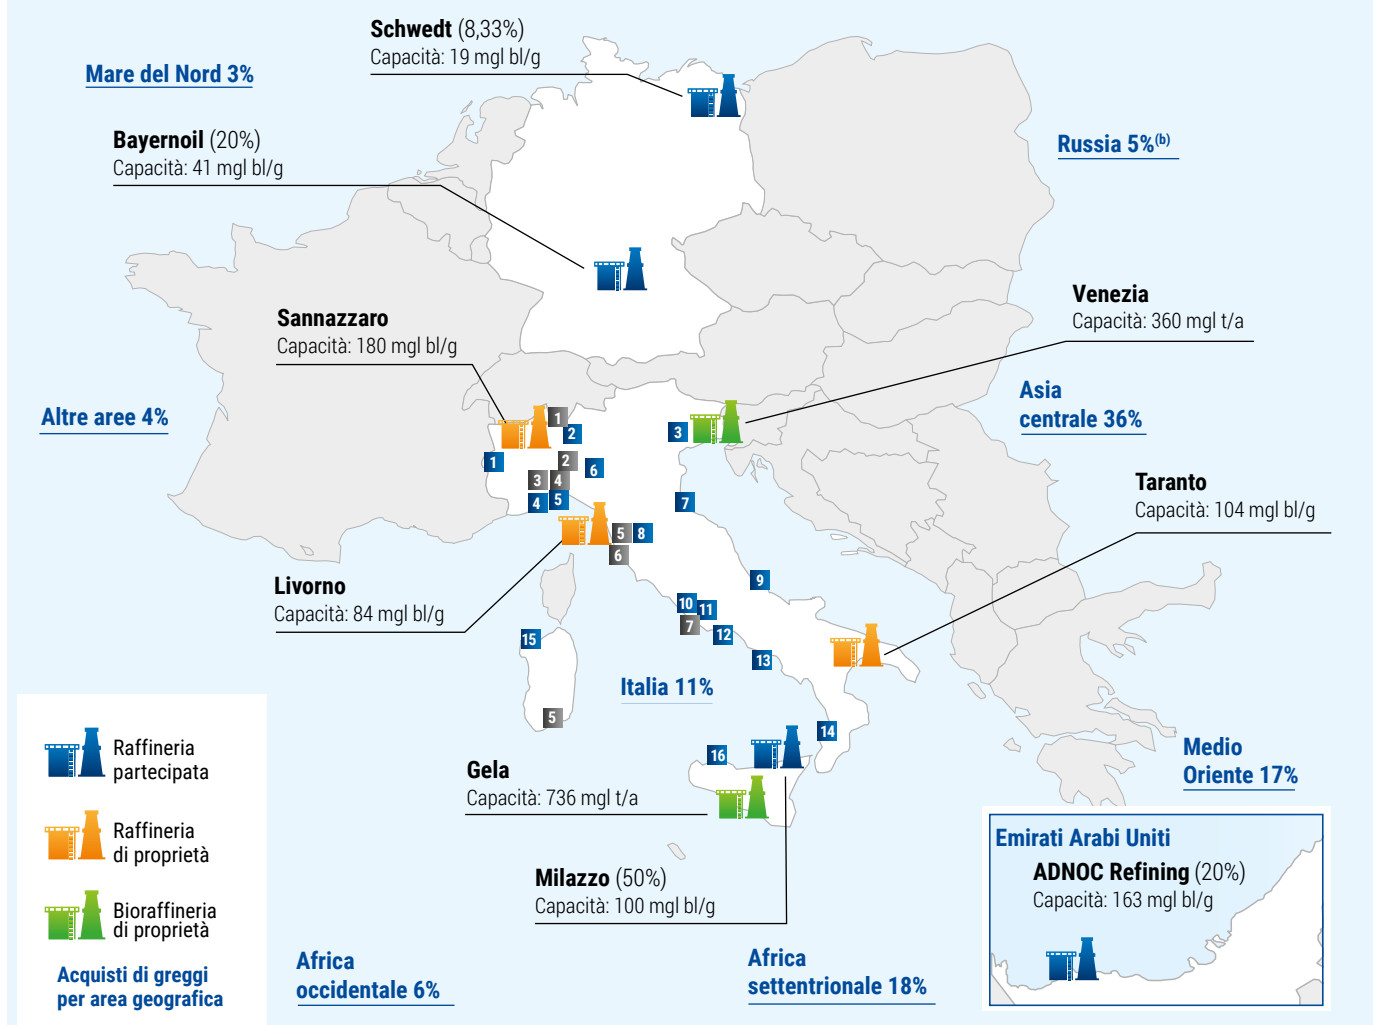 Schwedt (8,33%)
Capacità: 19 mgl bl/g
Mare del Nord 3%
Bayernoil (20%)
Capacità: 41 mgl bl/g
Russia 5%(b)
Sannazzaro
Capacità: 180 mgl bl/g
Venezia
Capacità: 360 mgl t/a
Altre aree 4%
Asia
centrale 36%
1
2
3
1
2
6
3
4
4
5
7
Taranto
Capacità: 104 mgl bl/g
5
8
6
Livorno
Capacità: 84 mgl bl/g
9
10
11
7
12
15
13
Italia 11%
5
14
16
Raffineria
partecipata
Raffineria
di proprietà
Bioraffineria
di proprietà
Acquisti di greggi
per area geografica
Gela
Capacità: 736 mgl t/a
Medio
Oriente 17%
Milazzo (50%)
Capacità: 100 mgl bl/g
Emirati Arabi Uniti
ADNOC Refining (20%)
Capacità: 163 mgl bl/g
Africa
occidentale 6%
Africa
settentrionale 18%